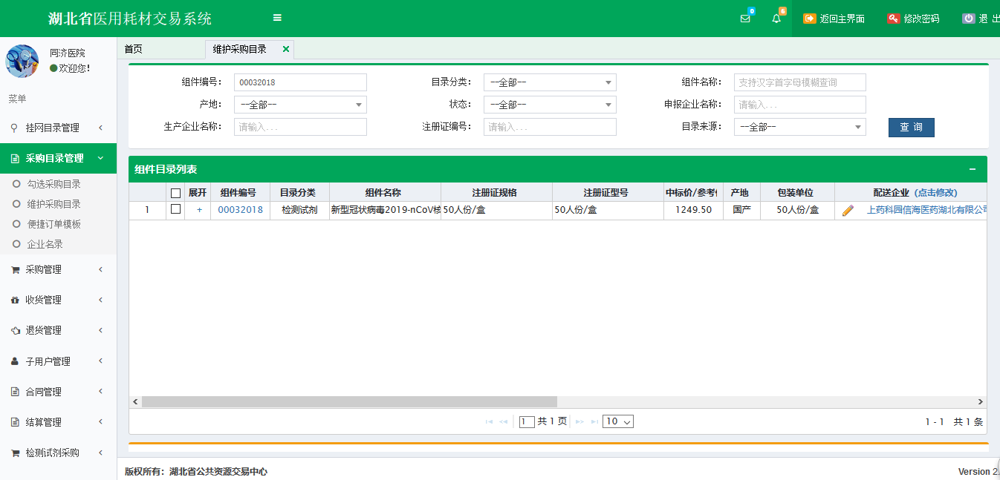 湖北省医用耗材交易系统
0
6
返回主界面
修改密码
退 出
同济医院
欢迎您!
菜单
挂网目录管理
采购目录管理
勾选采购目录
维护采购目录
便捷订单模板
企业名录
采购管理
收货管理
退货管理
子用户管理
合同管理
结算管理
检测试剂采购
首页
维护采购目录
组件编号： 00032018 目录分类： --全部-- 组件名称： 支持汉字首字母模糊查询
产地： --全部-- 状态： --全部-- 申报企业名称： 请输入...
生产企业名称： 请输入... 注册证编号： 请输入... 目录来源： --全部-- 查 询
组件目录列表
展开 组件编号 目录分类 组件名称 注册证规格 注册证型号 中标价/参考价 产地 包装单位 配送企业 (点击修改)
1 + 00032018 检测试剂 新型冠状病毒2019-nCoV核 50人份/盒 50人份/盒 1249.50 国产 50人份/盒 上药科园信海医药湖北有限公司
1 共 1 页 10
1 - 1 共 1 条
版权所有：湖北省公共资源交易中心
Version 2.